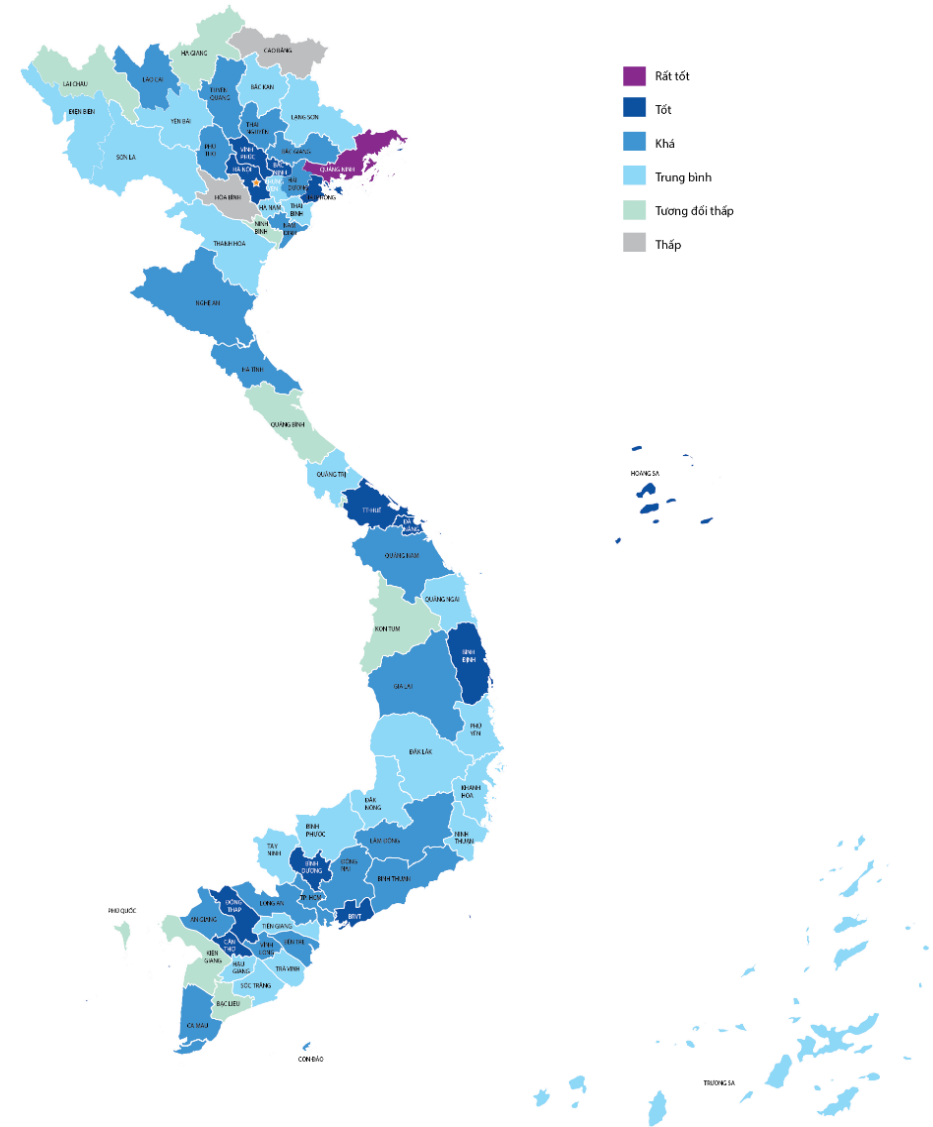 CAO BẰNG
HÀ GIANG
LÀO CAI
LAI CHÂU
TUYÊN
QUANG
BẮC KẠN
ĐIỆN BIÊN
YÊN BÁI
LẠNG SƠN
THÁI
NGUYÊN
SƠN LA
PHÚ
THỌ
VĨNH
PHÚC
BẮC GIANG
HÀ NỘI
BẮC
NINH
QUẢNG NINH
HẢI
DƯƠNG
HÒA BÌNH
HÀ NAM
THÁI
BÌNH
NINH
BÌNH
THANH HÓA
NGHỆ AN
HÀ TĨNH
QUẢNG BÌNH
QUẢNG TRỊ
TT-HUẾ
ĐÀ
NẴNG
QUẢNG NAM
QUẢNG NGÃI
KON TUM
BÌNH
ĐỊNH
GIA LAI
PHÚ
YÊN
ĐẮK LẮK
KHÁNH
HÒA
ĐẮK
NÔNG
BÌNH
PHƯỚC
NINH
THUẬN
LÂM ĐỒNG
TÂY
NINH
BÌNH
DƯƠNG
ĐỒNG
NAI
BÌNH THUẬN
TP. HCM
LONG AN
ĐỒNG
THÁP
BRVT
AN GIANG
TIỀN GIANG
CẦN
THƠ
VĨNH
LONG
BẾN TRE
PHÚ QUỐC
KIÊN
GIANG
HẬU
GIANG
TRÀ VINH
SÓC TRĂNG
BẠC LIÊU
CÀ MAU
CÔN ĐẢO
Rất tốt
Tốt
Khá
Trung bình
Tương đối thấp
Thấp
HOÀNG SA
TRƯỜNG SA